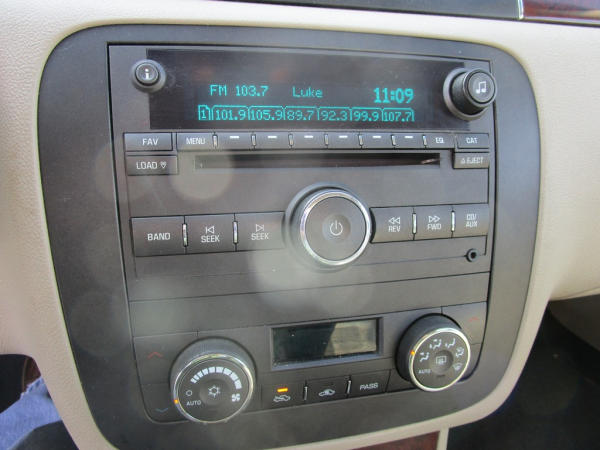 FM 103.7 Luke 11:09
1 101.9 105.9 89.7 92.3 99.9 107.7
FAV MENU EQ CAT
LOAD EJECT
BAND SEEK SEEK REV FWD CD/
AUX
AUTO PASS AUTO